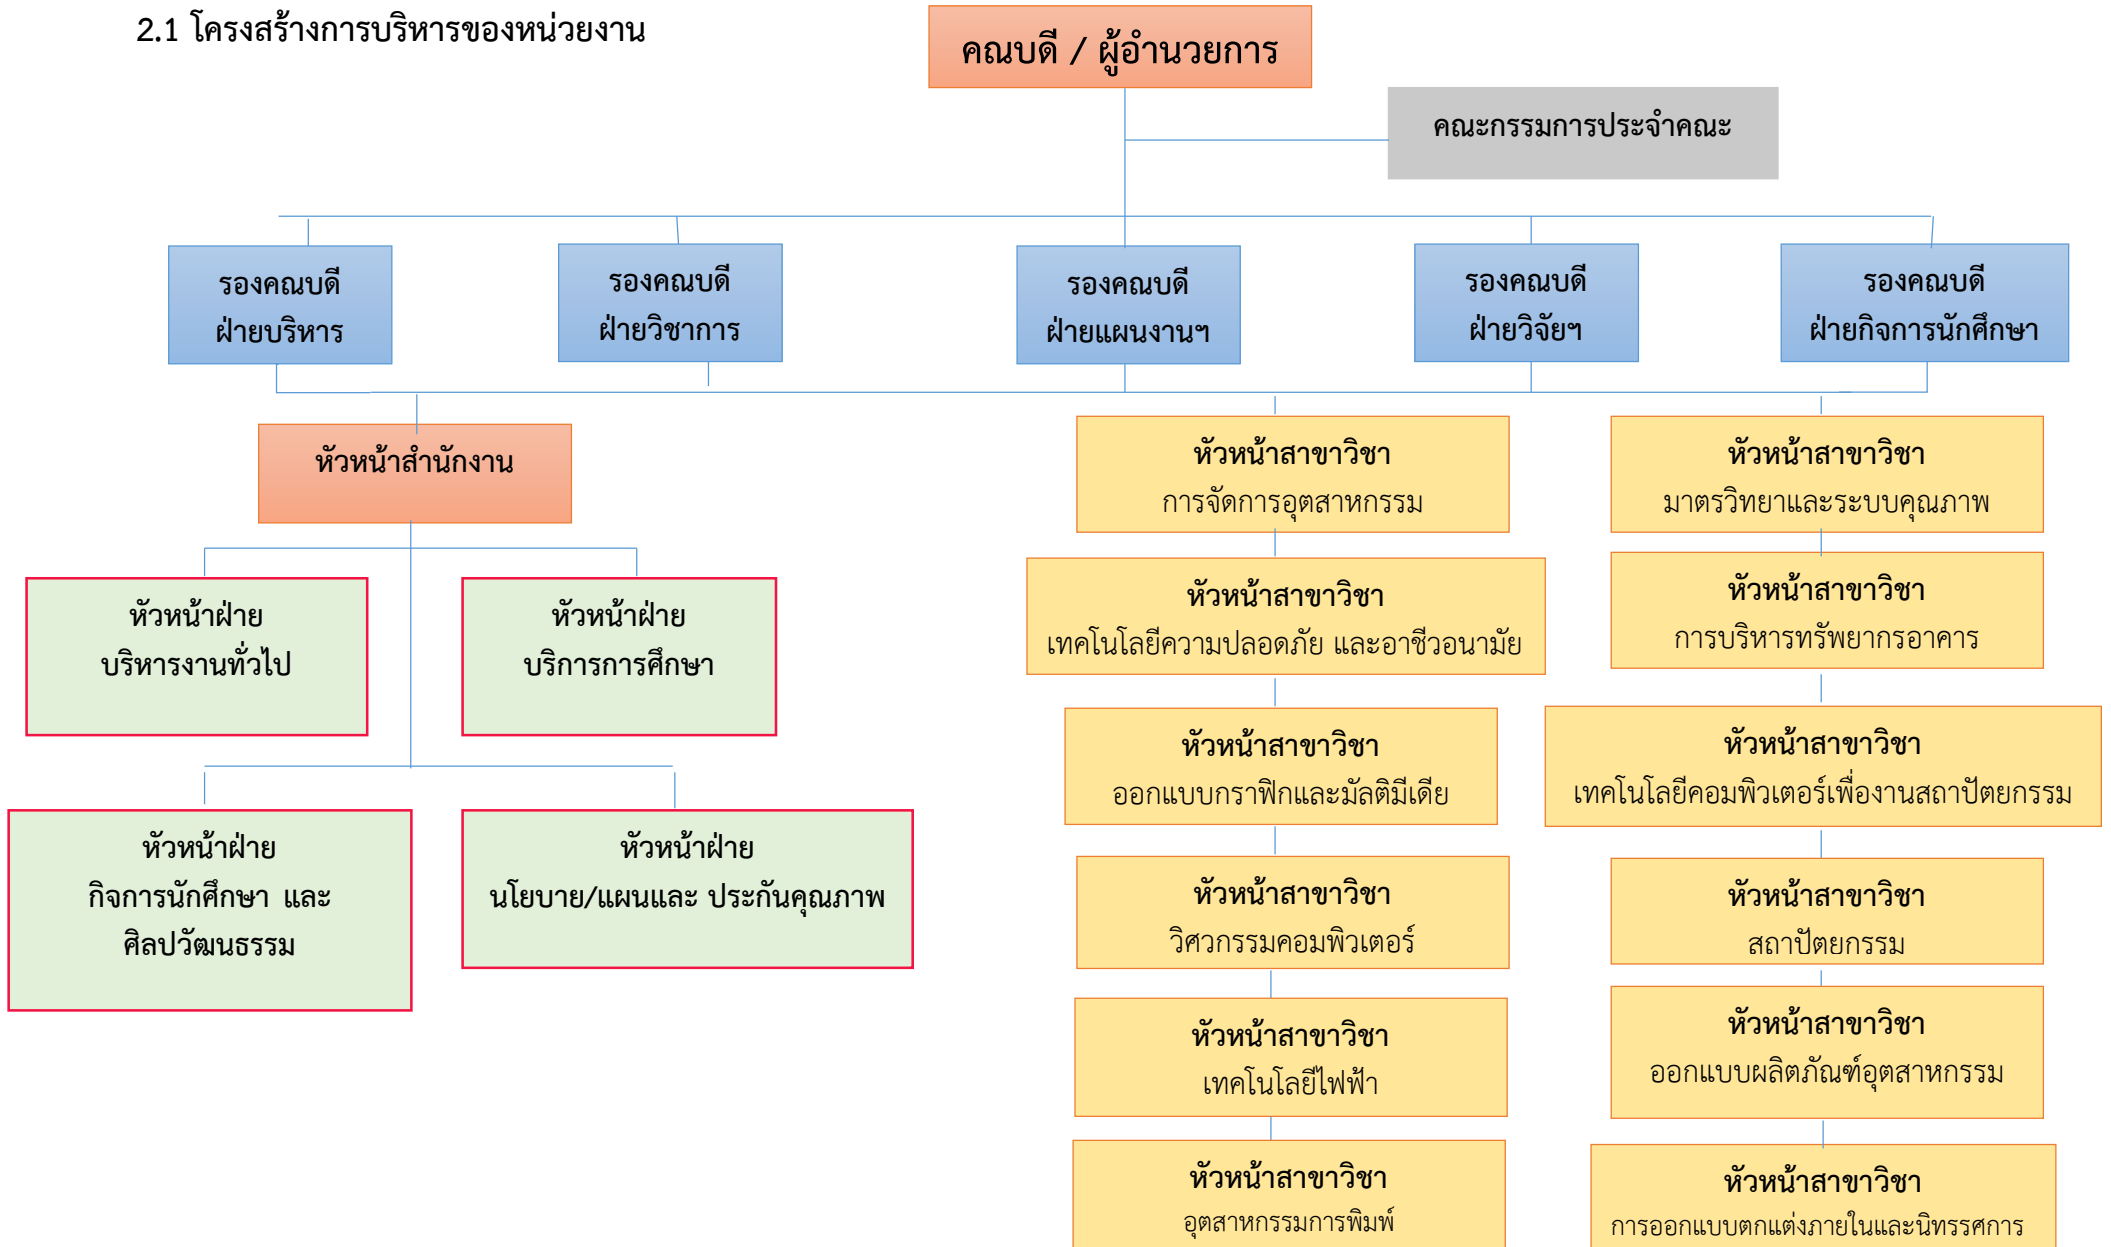 2.1 โครงสร้างการบริหารของหน่วยงาน
คณบดี / ผู้อำนวยการ
คณะกรรมการประจำคณะ
รองคณบดี
ฝ่ายบริหาร
รองคณบดี
ฝ่ายวิชาการ
รองคณบดี
ฝ่ายแผนงานฯ
รองคณบดี
ฝ่ายวิจัยฯ
รองคณบดี
ฝ่ายกิจการนักศึกษา
หัวหน้าสำนักงาน
หัวหน้าฝ่าย
บริหารงานทั่วไป
หัวหน้าฝ่าย
บริการการศึกษา
หัวหน้าฝ่าย
กิจการนักศึกษา และ
ศิลปวัฒนธรรม
หัวหน้าฝ่าย
นโยบาย/แผนและ ประกันคุณภาพ
หัวหน้าสาขาวิชา
การจัดการอุตสาหกรรม
หัวหน้าสาขาวิชา
เทคโนโลยีความปลอดภัย และอาชีวอนามัย
หัวหน้าสาขาวิชา
ออกแบบกราฟิกและมัลติมีเดีย
หัวหน้าสาขาวิชา
วิศวกรรมคอมพิวเตอร์
หัวหน้าสาขาวิชา
เทคโนโลยีไฟฟ้า
หัวหน้าสาขาวิชา
อุตสาหกรรมการพิมพ์
หัวหน้าสาขาวิชา
มาตรวิทยาและระบบคุณภาพ
หัวหน้าสาขาวิชา
การบริหารทรัพยากรอาคาร
หัวหน้าสาขาวิชา
เทคโนโลยีคอมพิวเตอร์เพื่องานสถาปัตยกรรม
หัวหน้าสาขาวิชา
สถาปัตยกรรม
หัวหน้าสาขาวิชา
ออกแบบผลิตภัณฑ์อุตสาหกรรม
หัวหน้าสาขาวิชา
การออกแบบตกแต่งภายในและนิทรรศการ